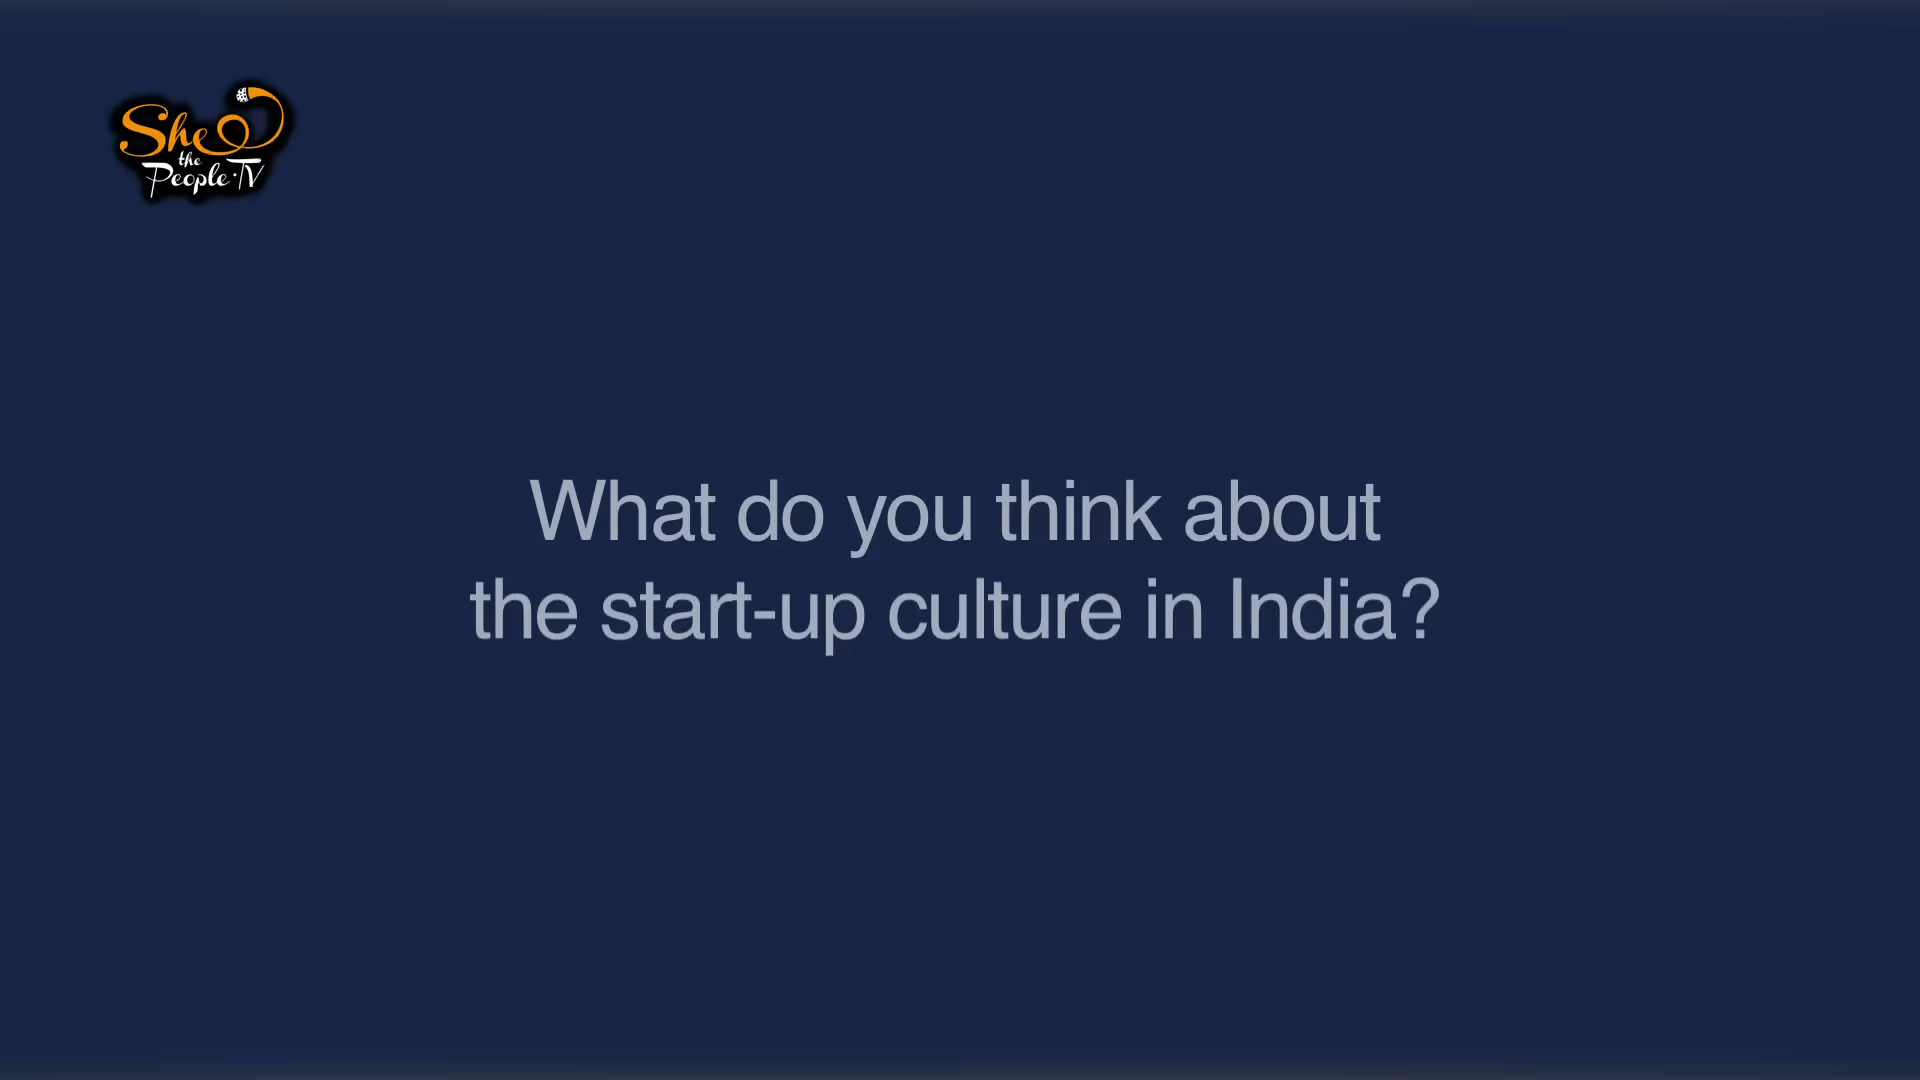 She
the
People.TV
What do you think about
the start-up culture in India?